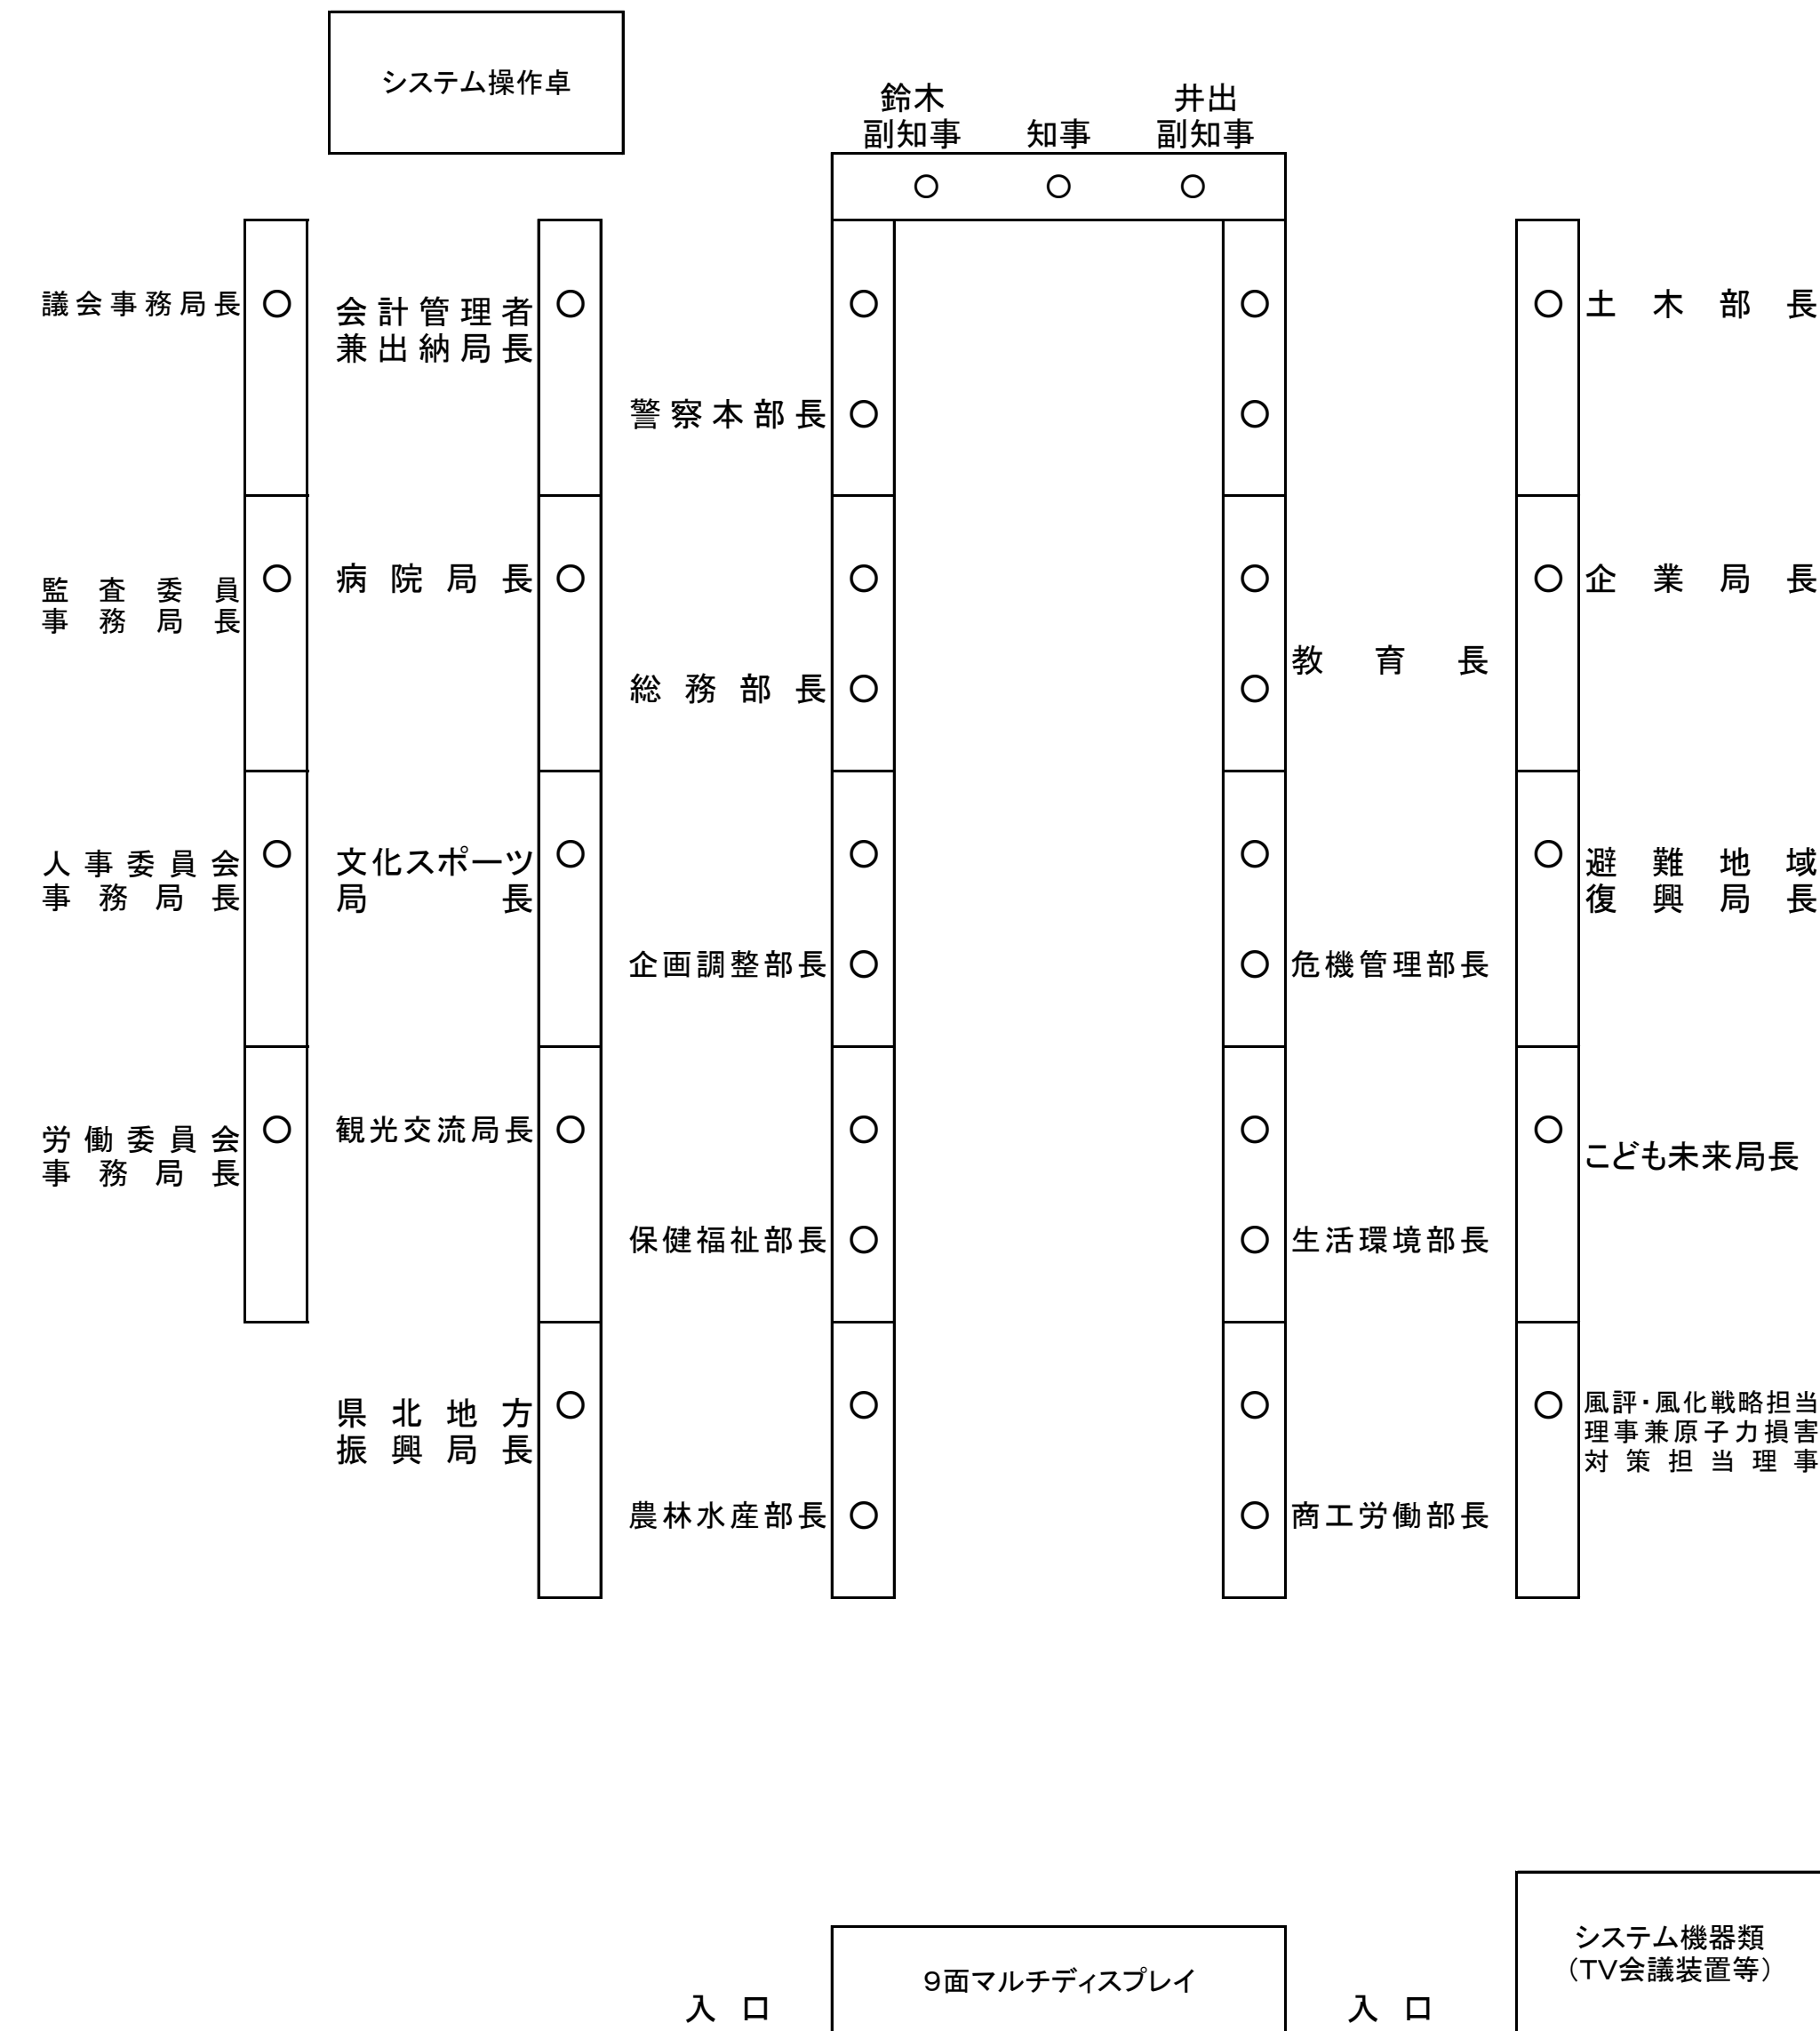 システム操作卓
鈴木
副知事
知事
井出
副知事
議会事務局長
会計管理者
兼出納局長
土木部長
警察本部長
監査委員
事務局長
病院局長
企業局長
総務部長
教育長
人事委員会
事務局長
文化スポーツ
局長
避難地域
復興局長
企画調整部長
危機管理部長
労働委員会
事務局長
観光交流局長
こども未来局長
保健福祉部長
生活環境部長
県北地方
振興局長
風評・風化戦略担当
理事兼原子力損害
対策担当理事
農林水産部長
商工労働部長
システム機器類
（TV会議装置等）
９面マルチディスプレイ
入口
入口